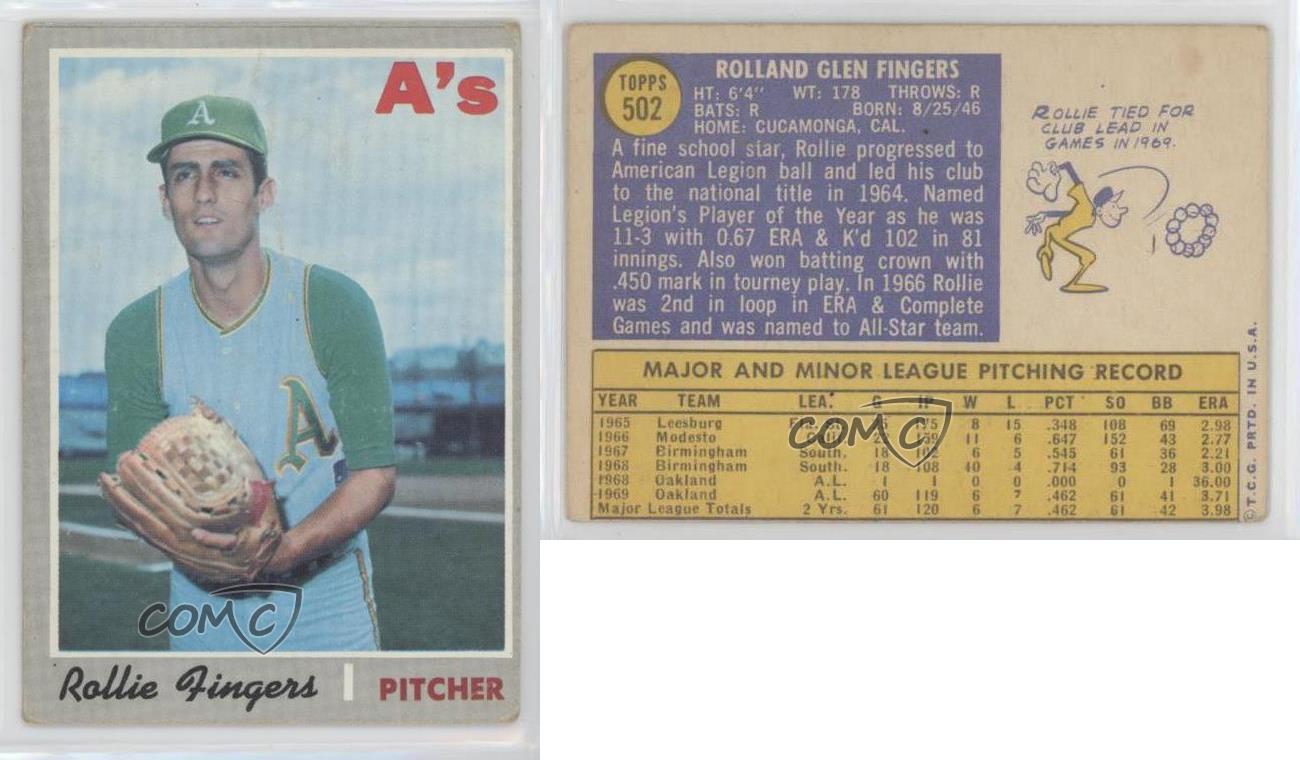 A's
A
A
COMC
Rollie Fingers
PITCHER
TOPPS
502
ROLLAND GLEN FINGERS
HT: 6'4" WT: 178 THROWS: R
BATS: R BORN: 8/25/46
HOME: CUCAMONGA, CAL.
A fine school star, Rollie progressed to
American Legion ball and led his club
to the national title in 1964. Named
Legion's Player of the Year as he was
11-3 with 0.67 ERA & K'd 102 in 81
innings. Also won batting crown with
.450 mark in tourney play. In 1966 Rollie
was 2nd in loop in ERA & Complete
Games and was named to All-Star team.
ROLLIE TIED FOR
CLUB LEAD IN
GAMES IN 1969.
MAJOR AND MINOR LEAGUE PITCHING RECORD
YEAR TEAM LEA. G IP W L PCT SO BB ERA
1965 Leesburg 175 8 15 .348 108 69 2.98
1966 Modesto 11 6 .647 152 43 2.77
1967 Birmingham South. 18 102 6 5 .545 61 36 2.21
1968 Birmingham South. 18 108 10 4 .714 93 28 3.00
1968 Oakland A.L. 1 1 0 0 .000 0 1 36.00
1969 Oakland A.L. 60 119 6 7 .462 61 41 3.71
Major League Totals 2 Yrs. 61 120 6 7 .462 61 42 3.98
COMC
©T.C.G. PRTD. IN U.S.A.